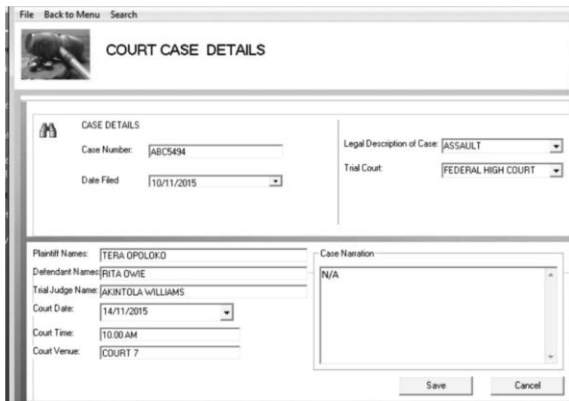 File Back to Menu Search
COURT CASE DETAILS
CASE DETAILS
Case Number: ABC5494
Date Filed 10/11/2015
Legal Description of Case: ASSAULT
Trial Court: FEDERAL HIGH COURT
Plaintiff Names: TERA OPOLOKO
Defendant Names: RITA OWIE
Trial Judge Name: AKINTOLA WILLIAMS
Court Date: 14/11/2015
Court Time: 10.00 AM
Court Venue: COURT 7
Case Narration
N/A
Save Cancel